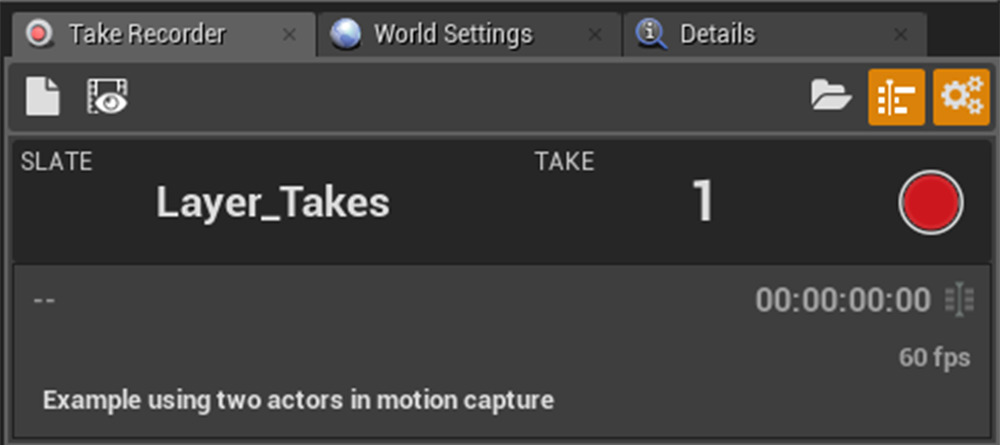 Take Recorder World Settings Details
SLATE TAKE
Layer_Takes 1
-- 00:00:00:00
60 fps
Example using two actors in motion capture